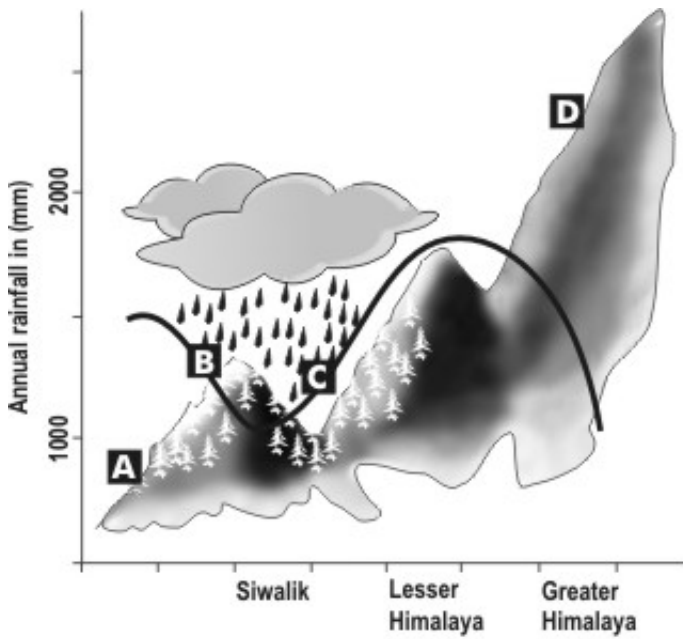 D
2000
Annual rainfall in (mm)
B
C
1000
A
Siwalik
Lesser
Himalaya
Greater
Himalaya